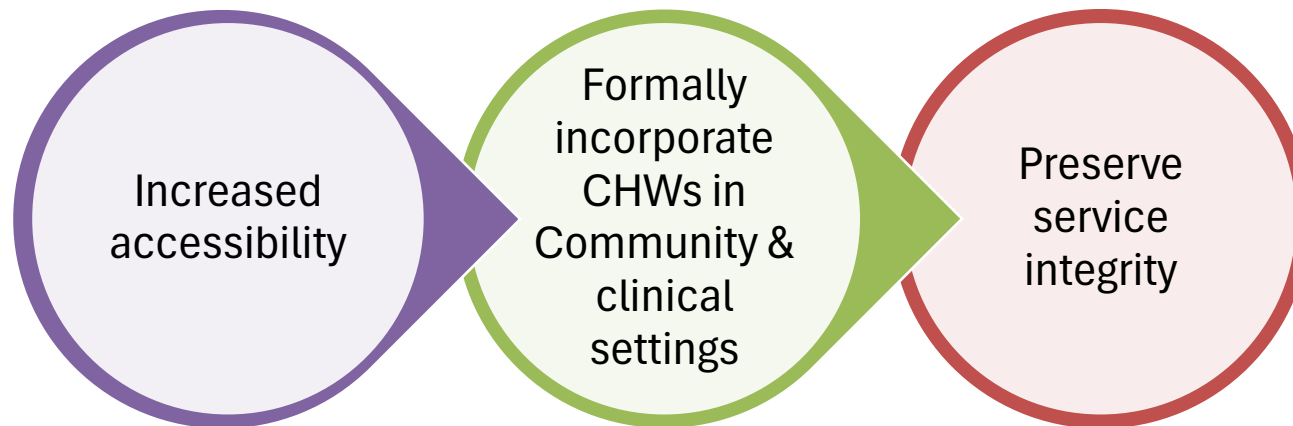 Increased
accessibility
Formally
incorporate
CHWs in
Community &
clinical
settings
Preserve
service
integrity